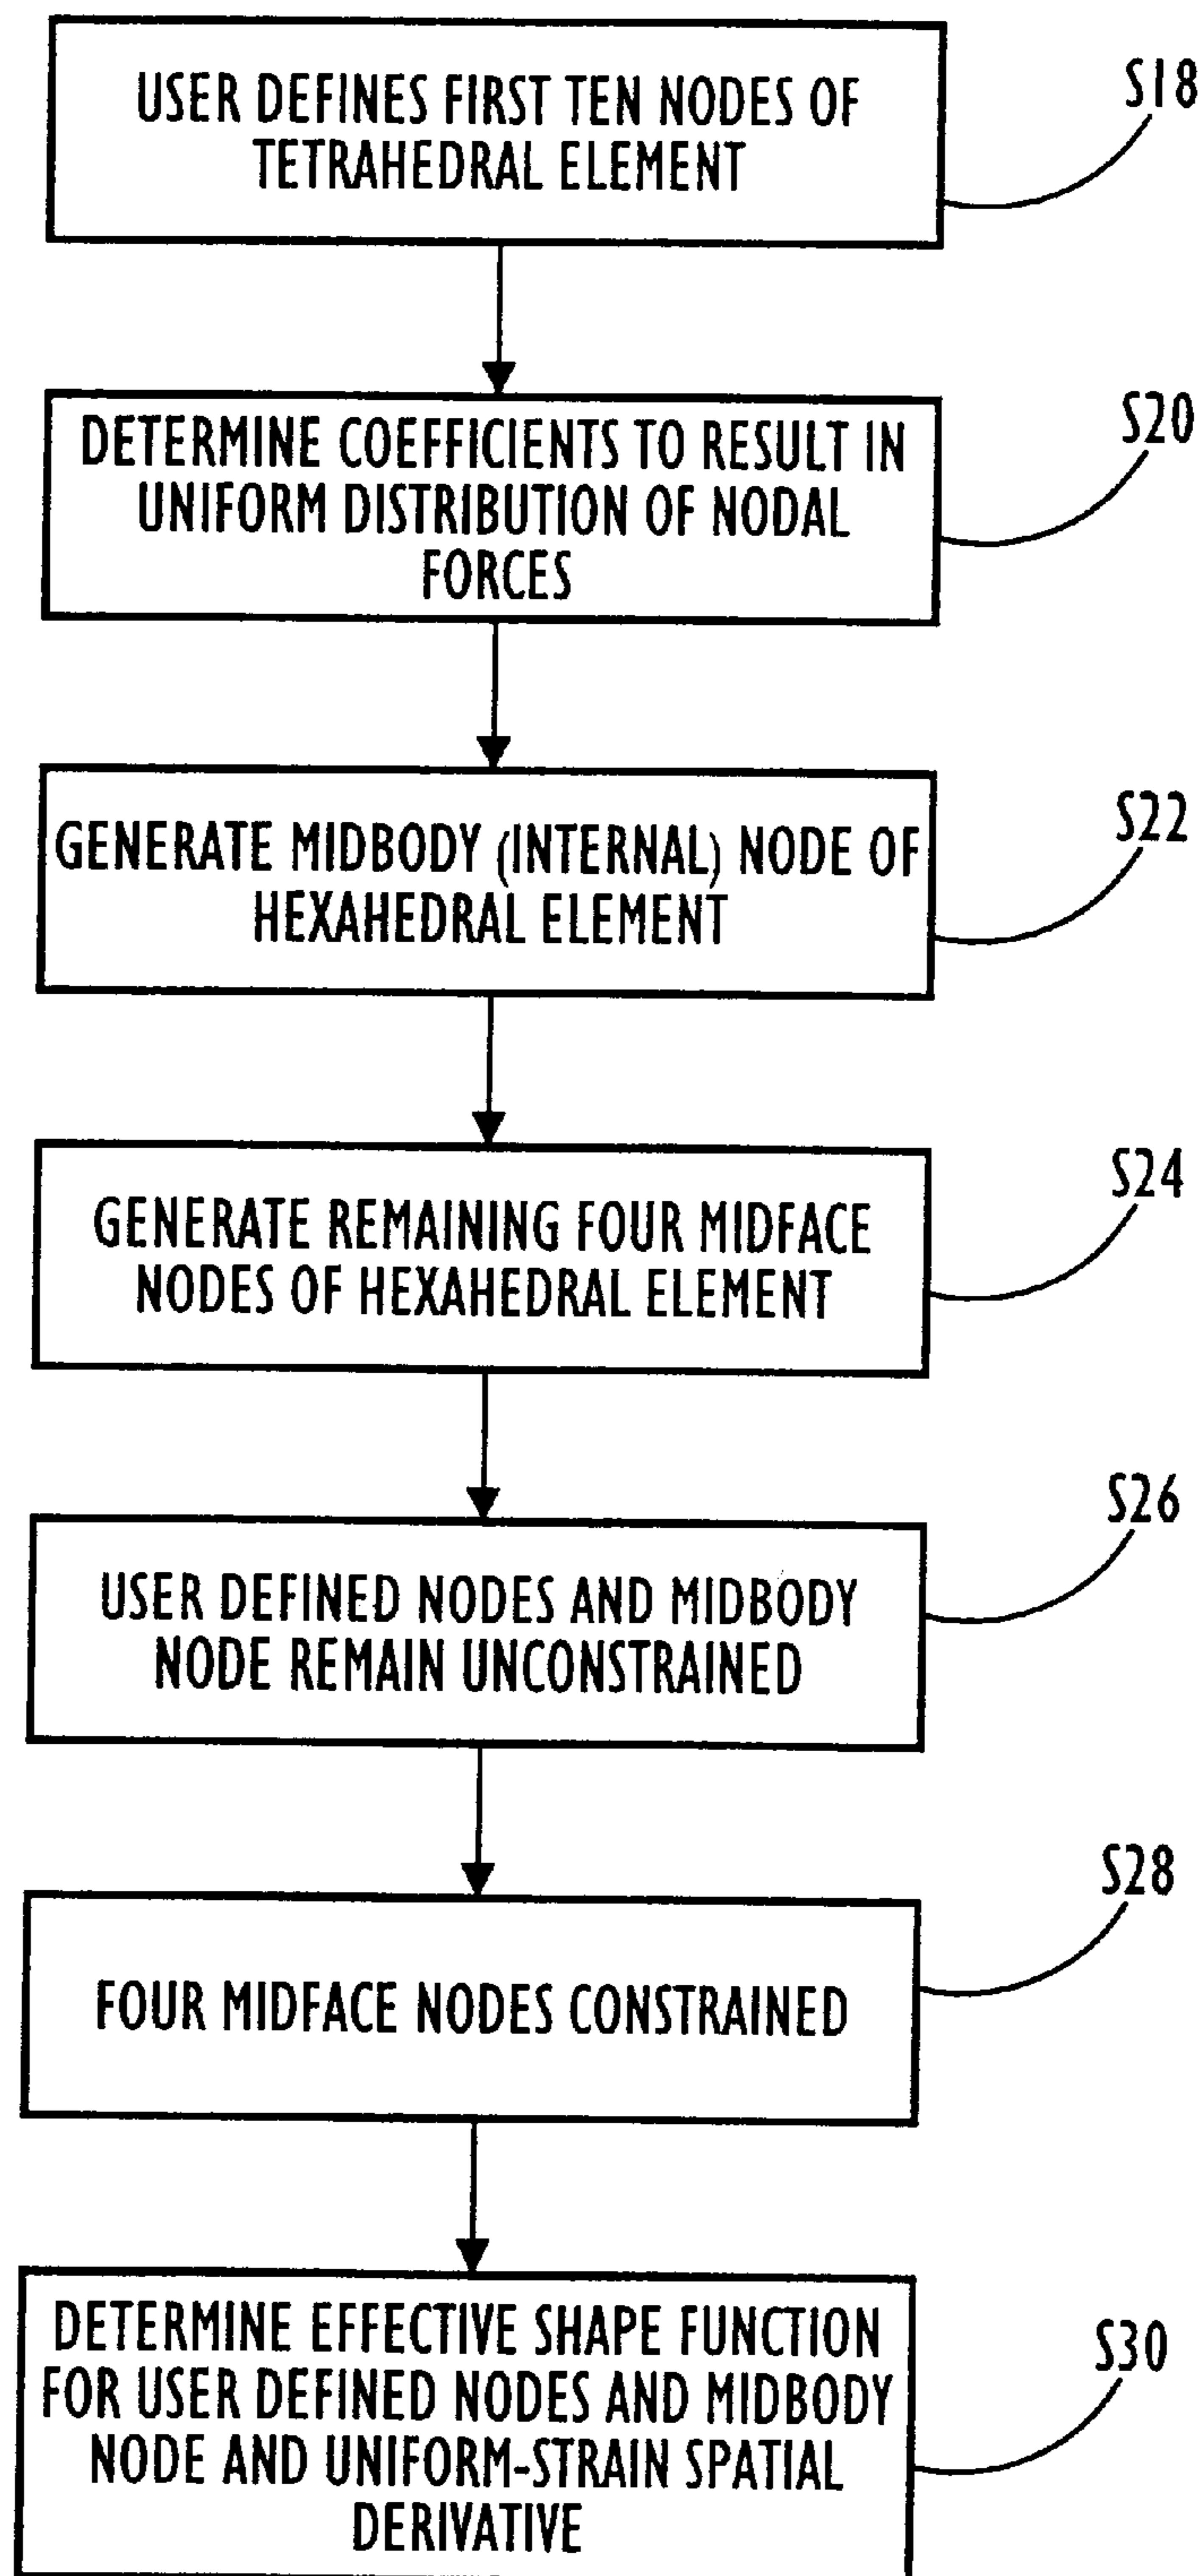 USER DEFINES FIRST TEN NODES OF
TETRAHEDRAL ELEMENT
S18
DETERMINE COEFFICIENTS TO RESULT IN
UNIFORM DISTRIBUTION OF NODAL
FORCES
S20
GENERATE MIDBODY (INTERNAL) NODE OF
HEXAHEDRAL ELEMENT
S22
GENERATE REMAINING FOUR MIDFACE
NODES OF HEXAHEDRAL ELEMENT
S24
USER DEFINED NODES AND MIDBODY
NODE REMAIN UNCONSTRAINED
S26
FOUR MIDFACE NODES CONSTRAINED
S28
DETERMINE EFFECTIVE SHAPE FUNCTION
FOR USER DEFINED NODES AND MIDBODY
NODE AND UNIFORM-STRAIN SPATIAL
DERIVATIVE
S30